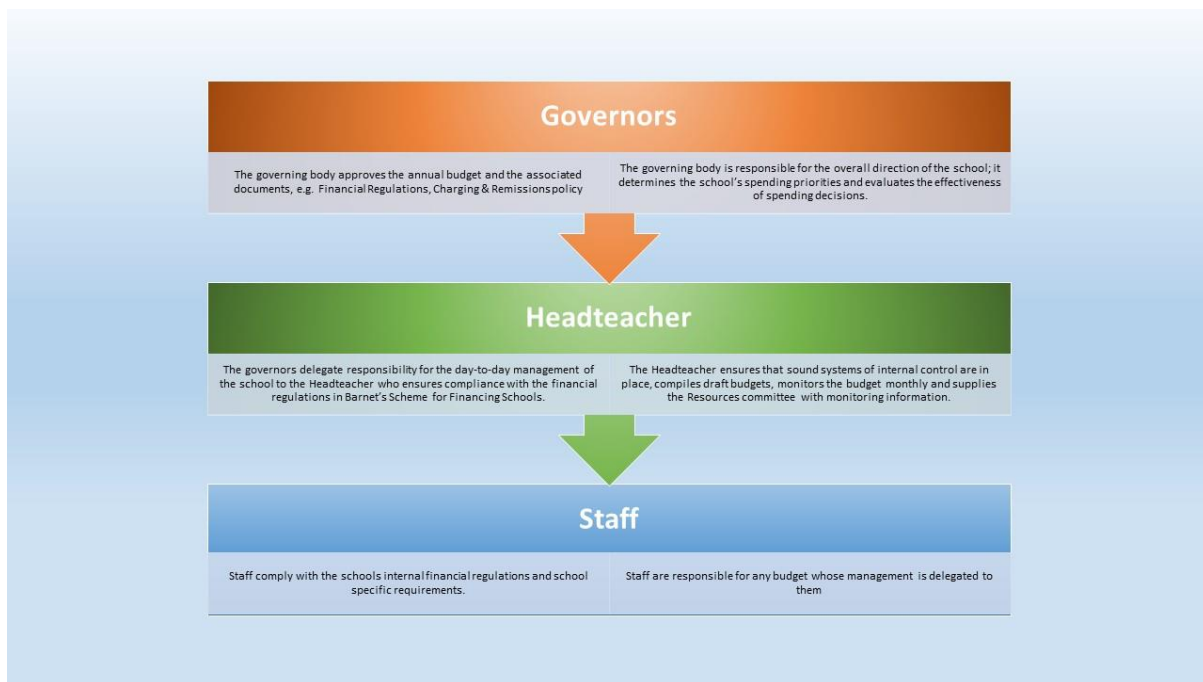 Governors
The governing body approves the annual budget and the associated
documents, e.g. Financial Regulations, Charging & Remissions policy
The governing body is responsible for the overall direction of the school; it
determines the school's spending priorities and evaluates the effectiveness
of spending decisions.
Headteacher
The governors delegate responsibility for the day-to-day management of
the school to the Headteacher who ensures compliance with the financial
regulations in Barnet's Scheme for Financing Schools.
The Headteacher ensures that sound systems of internal control are in
place, compiles draft budgets, monitors the budget monthly and supplies
the Resources committee with monitoring information.
Staff
Staff comply with the schools internal financial regulations and school
specific requirements.
Staff are responsible for any budget whose management is delegated to
them